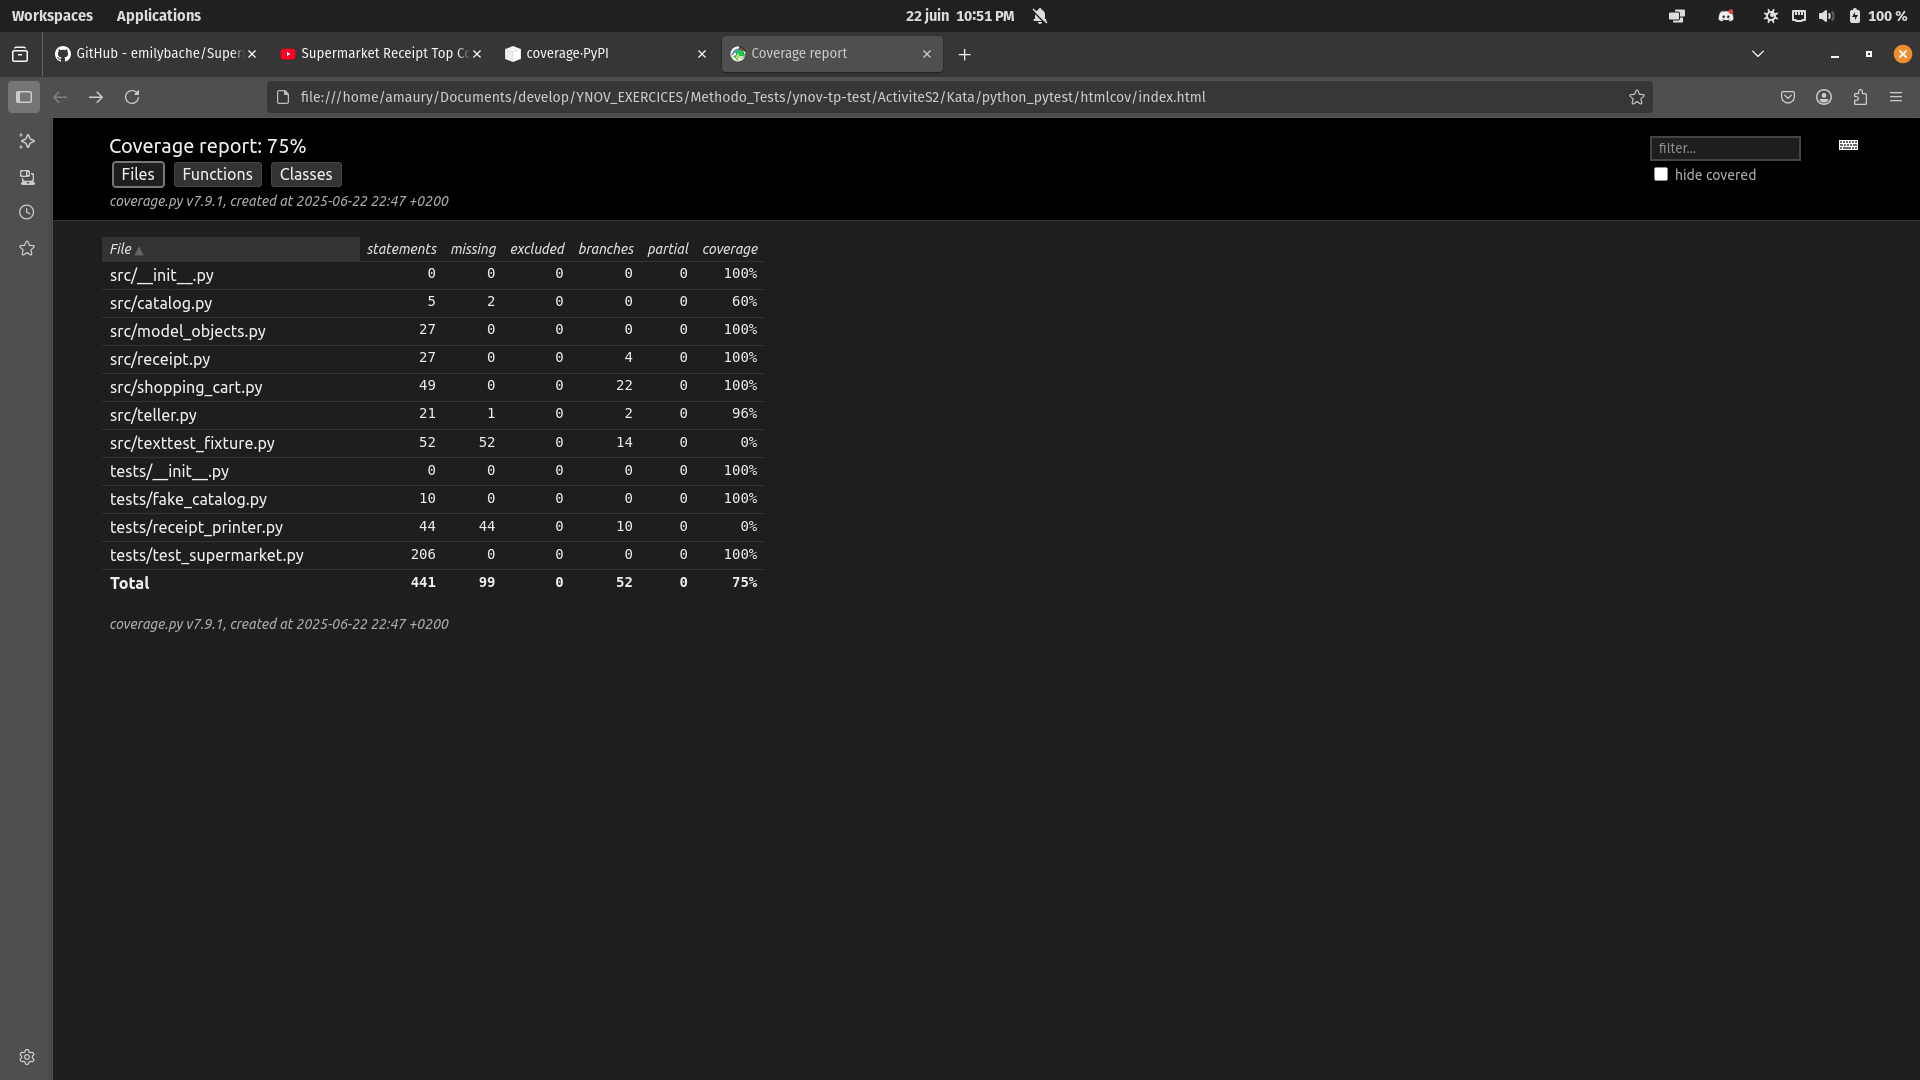 Workspaces Applications 22 juin 10:51 PM 100 %
GitHub - emilybache/Super Supermarket Receipt Top Co coverage·PyPI Coverage report
file:///home/amaury/Documents/develop/YNOV_EXERCICES/Methodo_Tests/ynov-tp-test/ActiviteS2/Kata/python_pytest/htmlcov/index.html
Coverage report: 75%
filter...
Files Functions Classes
hide covered
coverage.py v7.9.1, created at 2025-06-22 22:47 +0200
File ▲ statements missing excluded branches partial coverage
src/__init__.py 0 0 0 0 0 100%
src/catalog.py 5 2 0 0 0 60%
src/model_objects.py 27 0 0 0 0 100%
src/receipt.py 27 0 0 4 0 100%
src/shopping_cart.py 49 0 0 22 0 100%
src/teller.py 21 1 0 2 0 96%
src/texttest_fixture.py 52 52 0 14 0 0%
tests/__init__.py 0 0 0 0 0 100%
tests/fake_catalog.py 10 0 0 0 0 100%
tests/receipt_printer.py 44 44 0 10 0 0%
tests/test_supermarket.py 206 0 0 0 0 100%
Total 441 99 0 52 0 75%
coverage.py v7.9.1, created at 2025-06-22 22:47 +0200